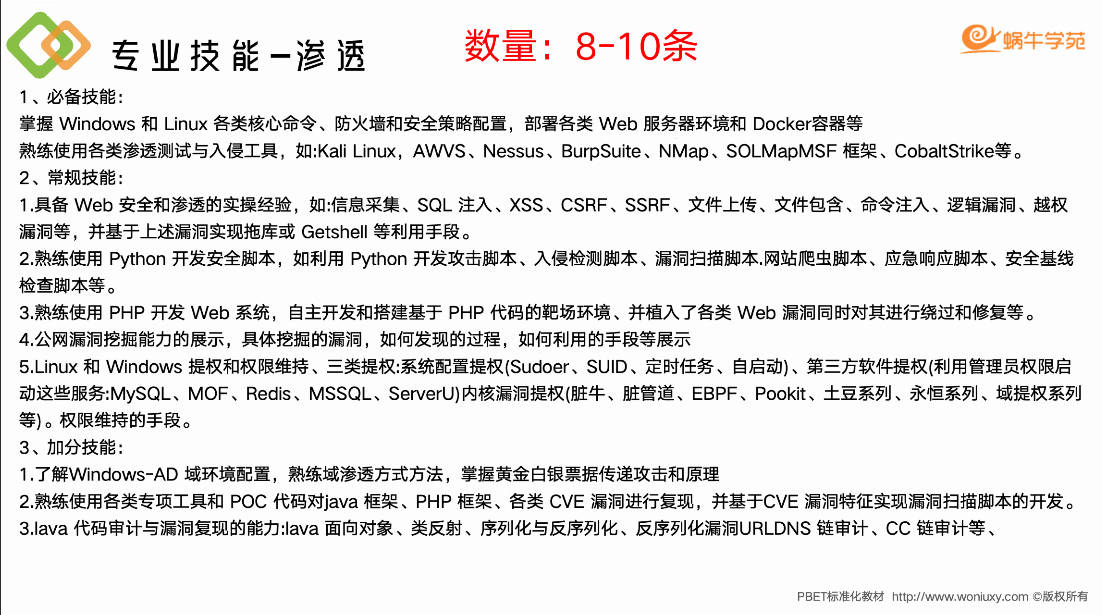 专业技能-渗透
数量：8-10条
蜗牛学苑
1、必备技能：
掌握 Windows 和 Linux 各类核心命令、防火墙和安全策略配置，部署各类 Web 服务器环境和 Docker容器等
熟练使用各类渗透测试与入侵工具，如:Kali Linux，AWVS、Nessus、BurpSuite、NMap、SOLMapMSF 框架、CobaltStrike等。
2、常规技能：
1.具备 Web 安全和渗透的实操经验，如:信息采集、SQL 注入、XSS、CSRF、SSRF、文件上传、文件包含、命令注入、逻辑漏洞、越权
漏洞等，并基于上述漏洞实现拖库或 Getshell 等利用手段。
2.熟练使用 Python 开发安全脚本，如利用 Python 开发攻击脚本、入侵检测脚本、漏洞扫描脚本.网站爬虫脚本、应急响应脚本、安全基线
检查脚本等。
3.熟练使用 PHP 开发 Web 系统，自主开发和搭建基于 PHP 代码的靶场环境、并植入了各类 Web 漏洞同时对其进行绕过和修复等。
4.公网漏洞挖掘能力的展示，具体挖掘的漏洞，如何发现的过程，如何利用的手段等展示
5.Linux 和 Windows 提权和权限维持、三类提权:系统配置提权(Sudoer、SUID、定时任务、自启动)、第三方软件提权(利用管理员权限启
动这些服务:MySQL、MOF、Redis、MSSQL、ServerU)内核漏洞提权(脏牛、脏管道、EBPF、Pookit、土豆系列、永恒系列、域提权系列
等)。权限维持的手段。
3、加分技能：
1.了解Windows-AD 域环境配置，熟练域渗透方式方法，掌握黄金白银票据传递攻击和原理
2.熟练使用各类专项工具和 POC 代码对java 框架、PHP 框架、各类 CVE 漏洞进行复现，并基于CVE 漏洞特征实现漏洞扫描脚本的开发。
3.lava 代码审计与漏洞复现的能力:lava 面向对象、类反射、序列化与反序列化、反序列化漏洞URLDNS 链审计、CC 链审计等、
PBET标准化教材 http://www.woniuxy.com ©版权所有